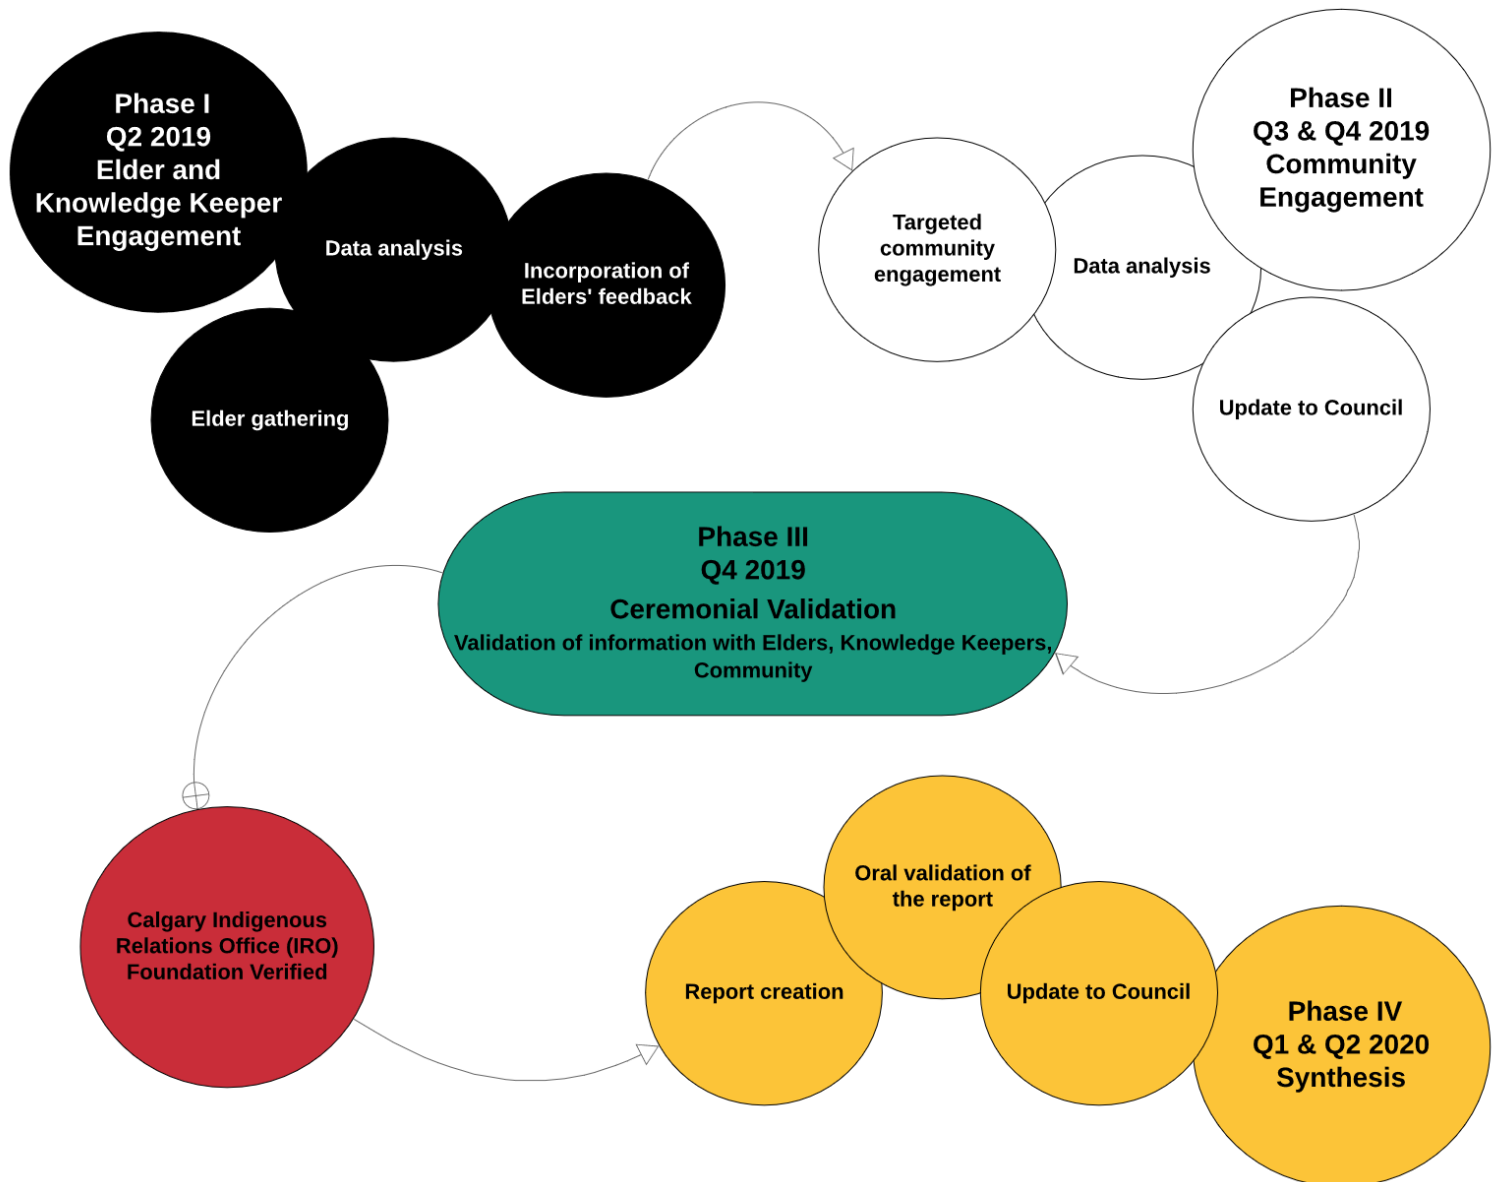 Phase I
Q2 2019
Elder and
Knowledge Keeper
Engagement
Data analysis
Incorporation of
Elders' feedback
Elder gathering
Targeted
community
engagement
Data analysis
Phase II
Q3 & Q4 2019
Community
Engagement
Update to Council
Phase III
Q4 2019
Ceremonial Validation
Validation of information with Elders, Knowledge Keepers,
Community
Calgary Indigenous
Relations Office (IRO)
Foundation Verified
Report creation
Oral validation of
the report
Update to Council
Phase IV
Q1 & Q2 2020
Synthesis